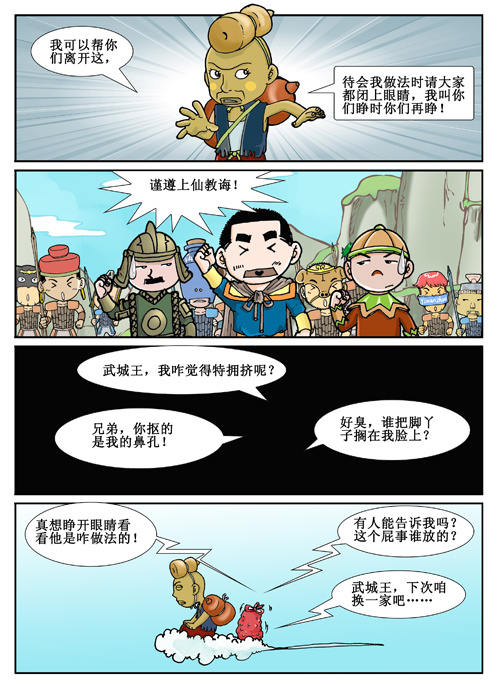 我可以帮你
们离开这，
待会我做法时请大家
都闭上眼睛，我叫你
们睁时你们再睁！
谨遵上仙教诲！
武城王，我咋觉得特拥挤呢？
兄弟，你抠的
是我的鼻孔！
好臭，谁把脚丫
子搁在我脸上？
真想睁开眼睛看
看他是咋做法的！
有人能告诉我吗？
这个屁事谁放的？
武城王，下次咱
换一家吧……